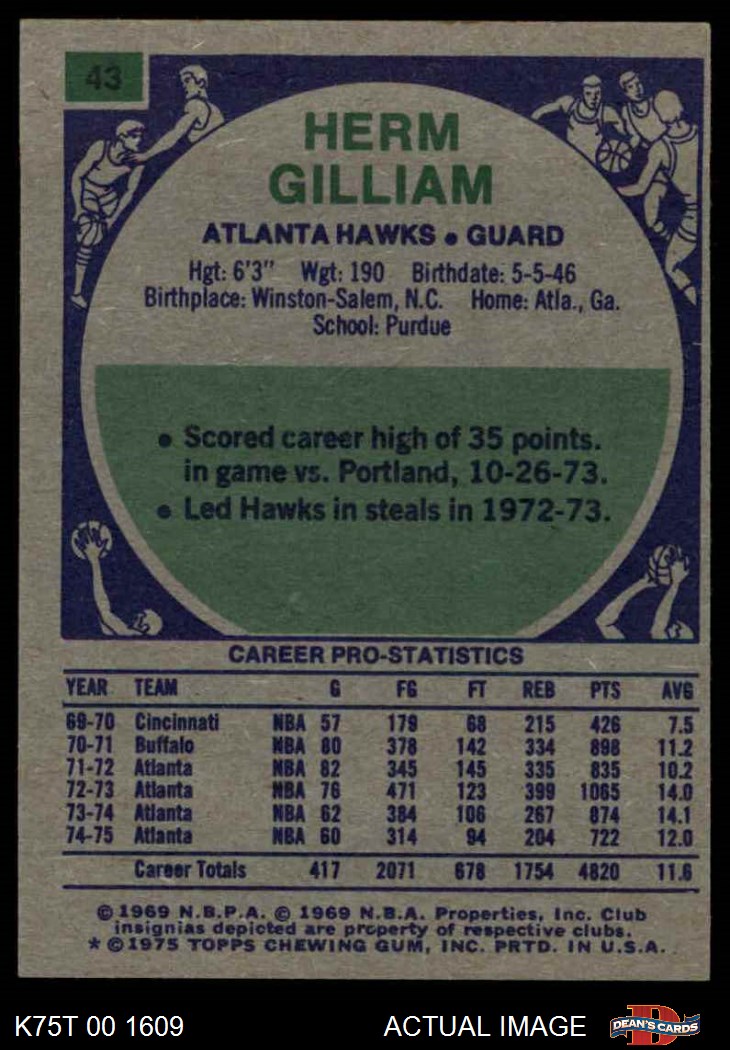 43
HERM
GILLIAM
ATLANTA HAWKS • GUARD
Hgt: 6'3" Wgt: 190 Birthdate: 5-5-46
Birthplace: Winston-Salem, N.C. Home: Atla., Ga.
School: Purdue
• Scored career high of 35 points.
in game vs. Portland, 10-26-73.
• Led Hawks in steals in 1972-73.
CAREER PRO-STATISTICS
YEAR TEAM G FG FT REB PTS AVG
69-70 Cincinnati NBA 57 179 68 215 426 7.5
70-71 Buffalo NBA 80 378 142 334 898 11.2
71-72 Atlanta NBA 82 345 145 335 835 10.2
72-73 Atlanta NBA 76 471 123 399 1065 14.0
73-74 Atlanta NBA 62 384 106 267 874 14.1
74-75 Atlanta NBA 60 314 94 204 722 12.0
Career Totals 417 2071 678 1754 4820 11.6
© 1969 N.B.P.A. © 1969 N.B.A. Properties, Inc. Club
insignias depicted are property of respective clubs.
* © 1975 TOPPS CHEWING GUM, INC. PRTD. IN U.S.A.
K75T 00 1609 ACTUAL IMAGE DEAN'S CARDS